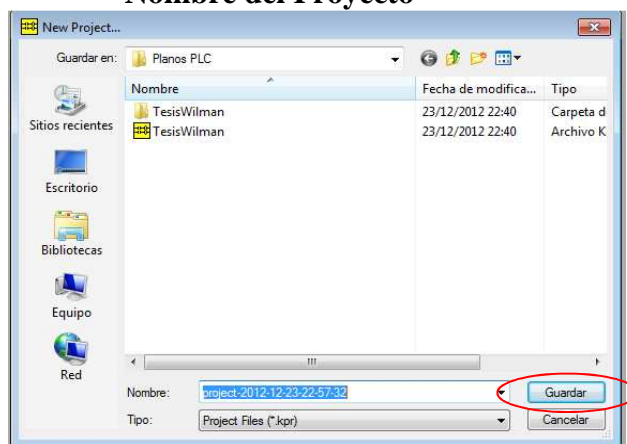 Nombre del Proyecto
New Project...
Guardar en: Planos PLC
Nombre Fecha de modifica... Tipo
TesisWilman 23/12/2012 22:40 Carpeta d
TesisWilman 23/12/2012 22:40 Archivo K
Sitios recientes
Escritorio
Bibliotecas
Equipo
Red
Nombre: project-2012-12-23-22-57-32 Guardar
Tipo: Project Files (*.kpr) Cancelar